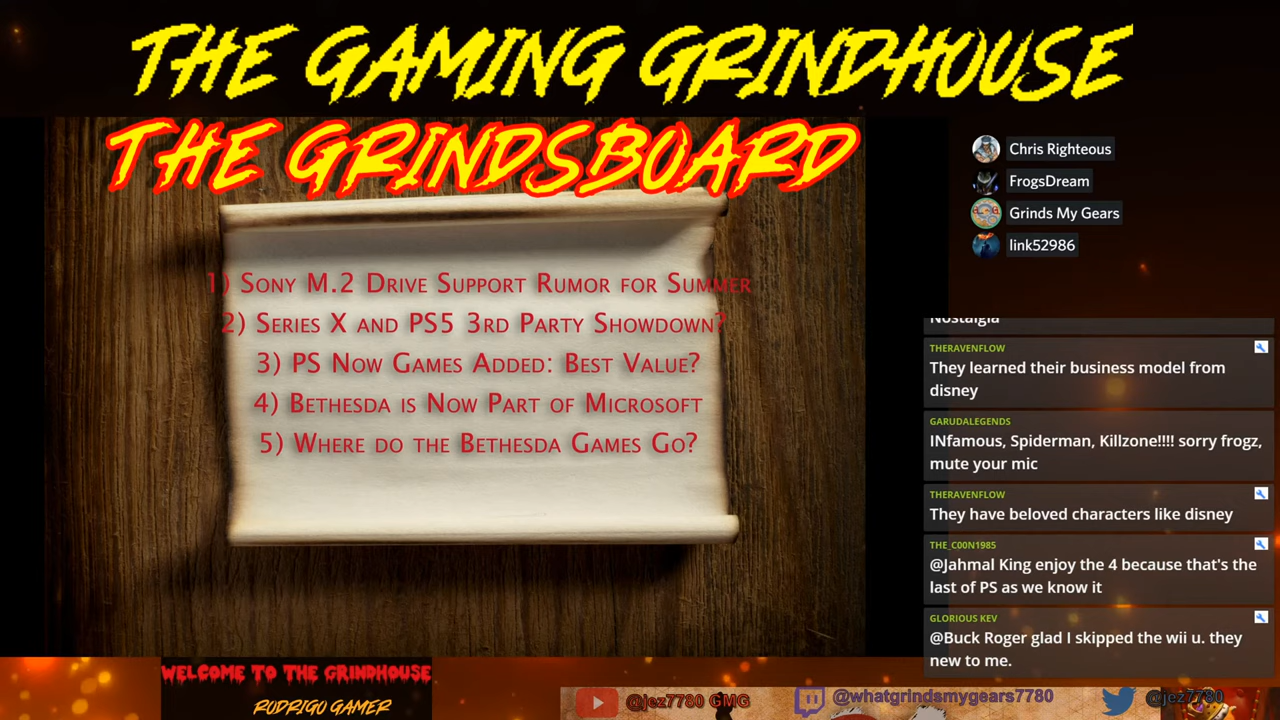 THE GAMING GRINDHOUSE
THE GRINDSBOARD
1) Sony M.2 Drive Support Rumor for Summer
2) Series X and PS5 3rd Party Showdown?
3) PS Now Games Added: Best Value?
4) Bethesda is Now Part of Microsoft
5) Where do the Bethesda Games Go?
Chris Righteous
FrogsDream
Grinds My Gears
link52986
Nostalgia
THERAVENFLOW
They learned their business model from
disney
GARUDALEGENDS
INfamous, Spiderman, Killzone!!!! sorry frogz,
mute your mic
THERAVENFLOW
They have beloved characters like disney
THE_C00N1985
@Jahmal King enjoy the 4 because that's the
last of PS as we know it
GLORIOUS KEV
@Buck Roger glad I skipped the wii u. they
new to me.
WELCOME TO THE GRINDHOUSE
RODRIGO GAMER
@jez7780 GMG
@whatgrindsmygears7780
@jez7780